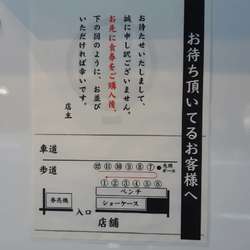 お待ち頂いてるお客様へ
お待たせいたしまして、
誠に申し訳ございません。
お先に食券をご購入後、
下の図のように、お並び
いただければ幸いです。
店主
車道
歩道
⑫⑪⑩⑨⑧⑦
①②③④⑤⑥
ベンチ
ショーケース
券売機
入口
店舗